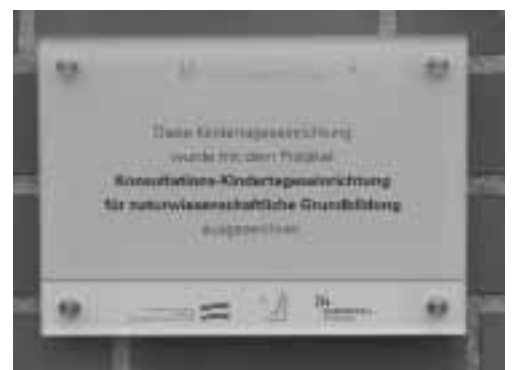 Diese Kindertageseinrichtung
wurde mit dem Prädikat
Konsultations-Kindertageseinrichtung
für naturwissenschaftliche Grundbildung
ausgezeichnet.